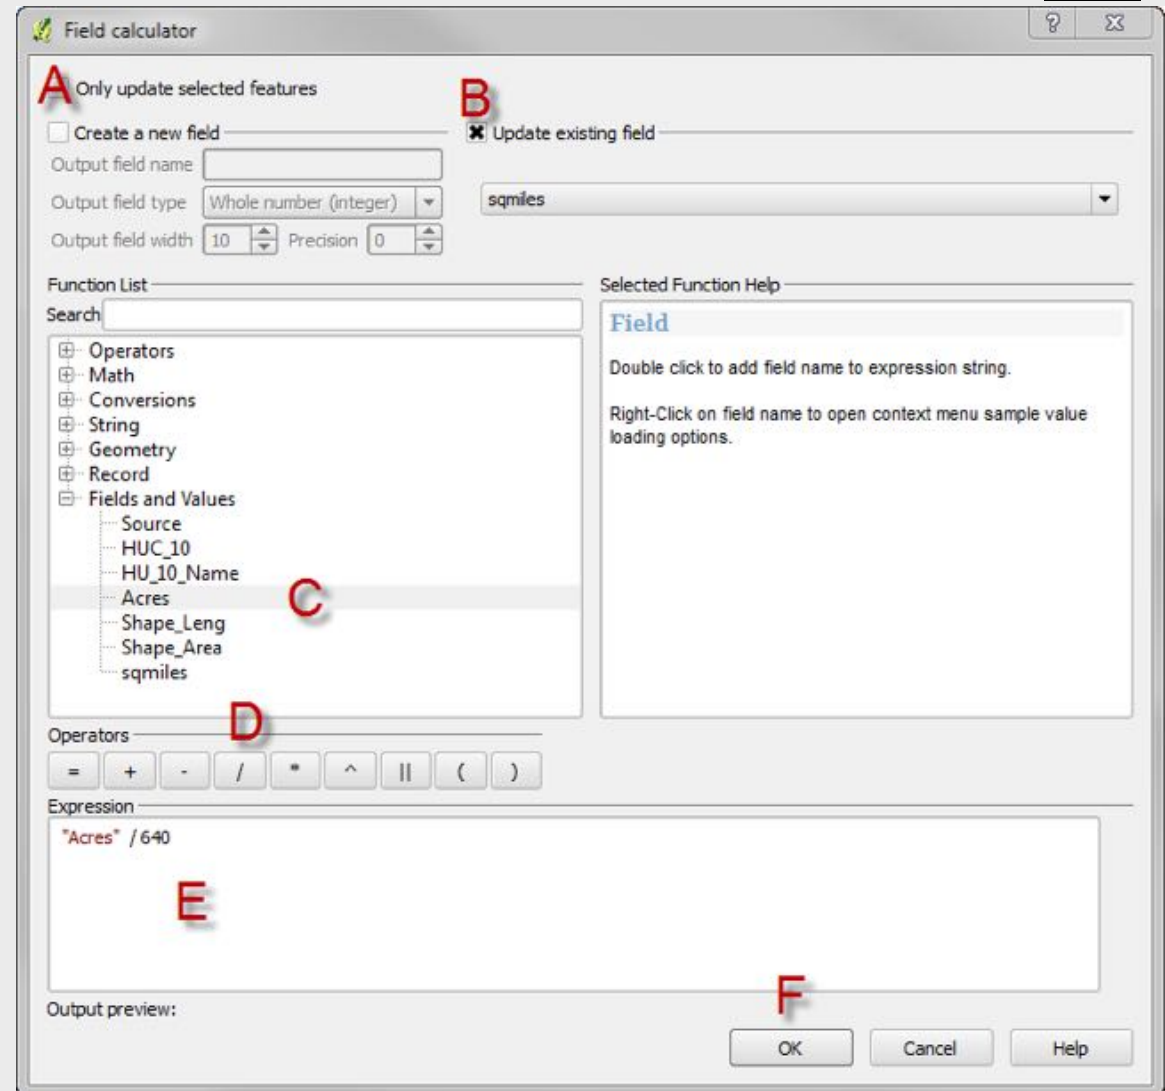 Field calculator
A Only update selected features
B
Create a new field
Update existing field
Output field name
Output field type Whole number (integer)
sqmiles
Output field width 10 Precision 0
Function List
Selected Function Help
Search
Field
Operators
Math
Conversions
String
Geometry
Record
Fields and Values
Source
HUC_10
HU_10_Name
Acres
C
Shape_Leng
Shape_Area
sqmiles
Double click to add field name to expression string.
Right-Click on field name to open context menu sample value
loading options.
D
Operators
= + - / * ^ || ( )
Expression
"Acres" / 640
E
F
Output preview:
OK Cancel Help